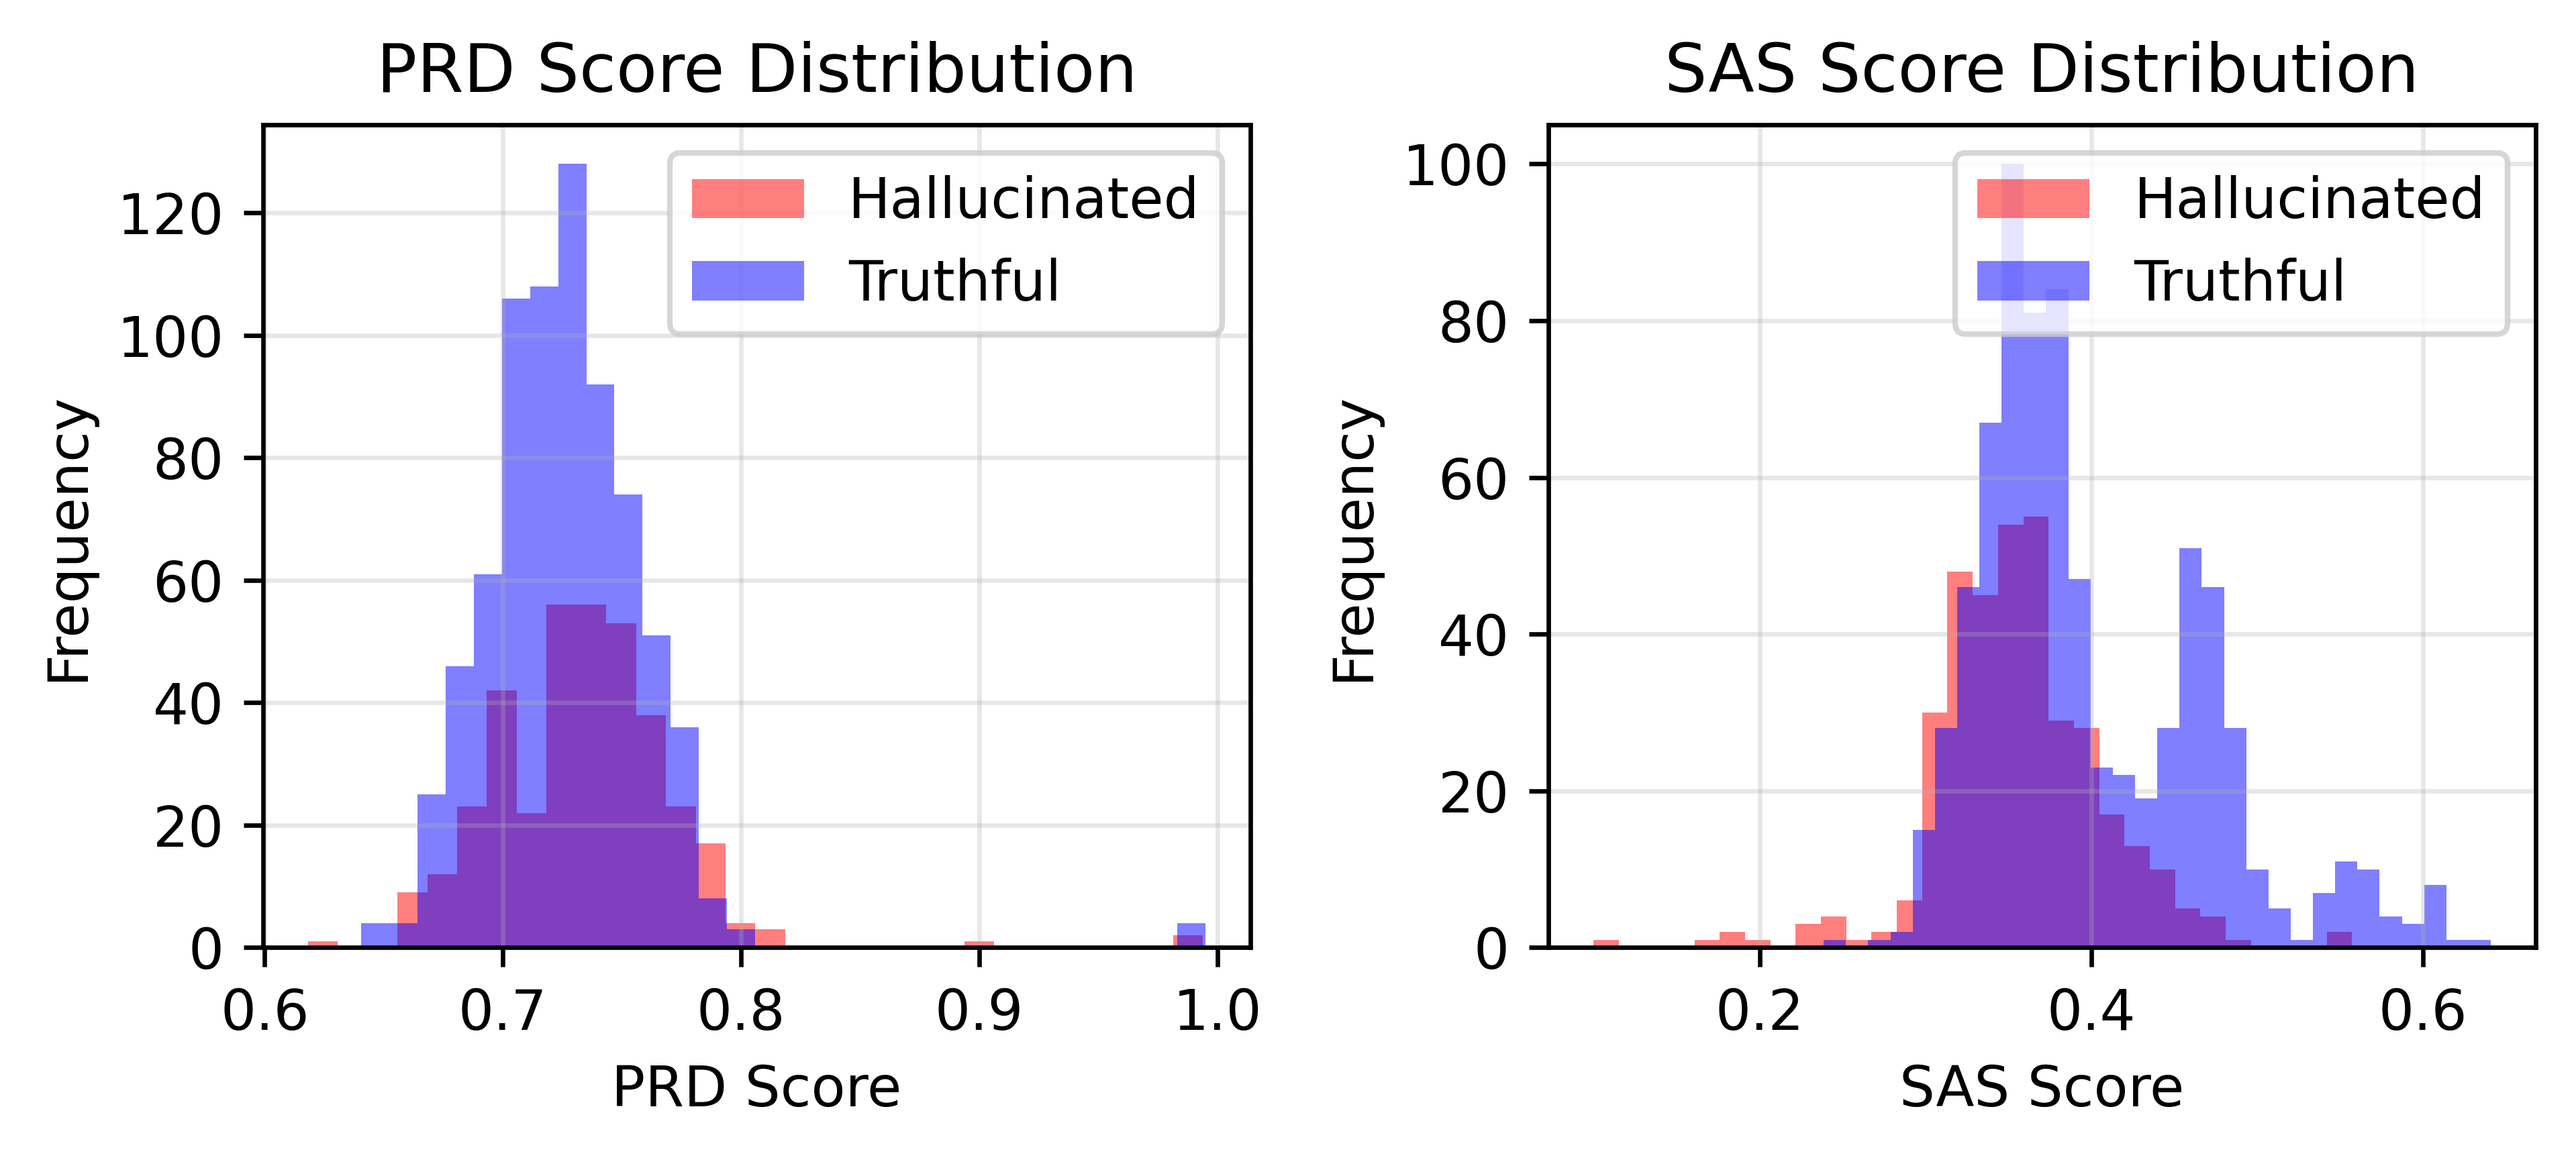 PRD Score Distribution
Hallucinated
Truthful
120
100
80
60
40
20
0
Frequency
0.6 0.7 0.8 0.9 1.0
PRD Score
SAS Score Distribution
Hallucinated
Truthful
100
80
60
40
20
0
Frequency
0.2 0.4 0.6
SAS Score